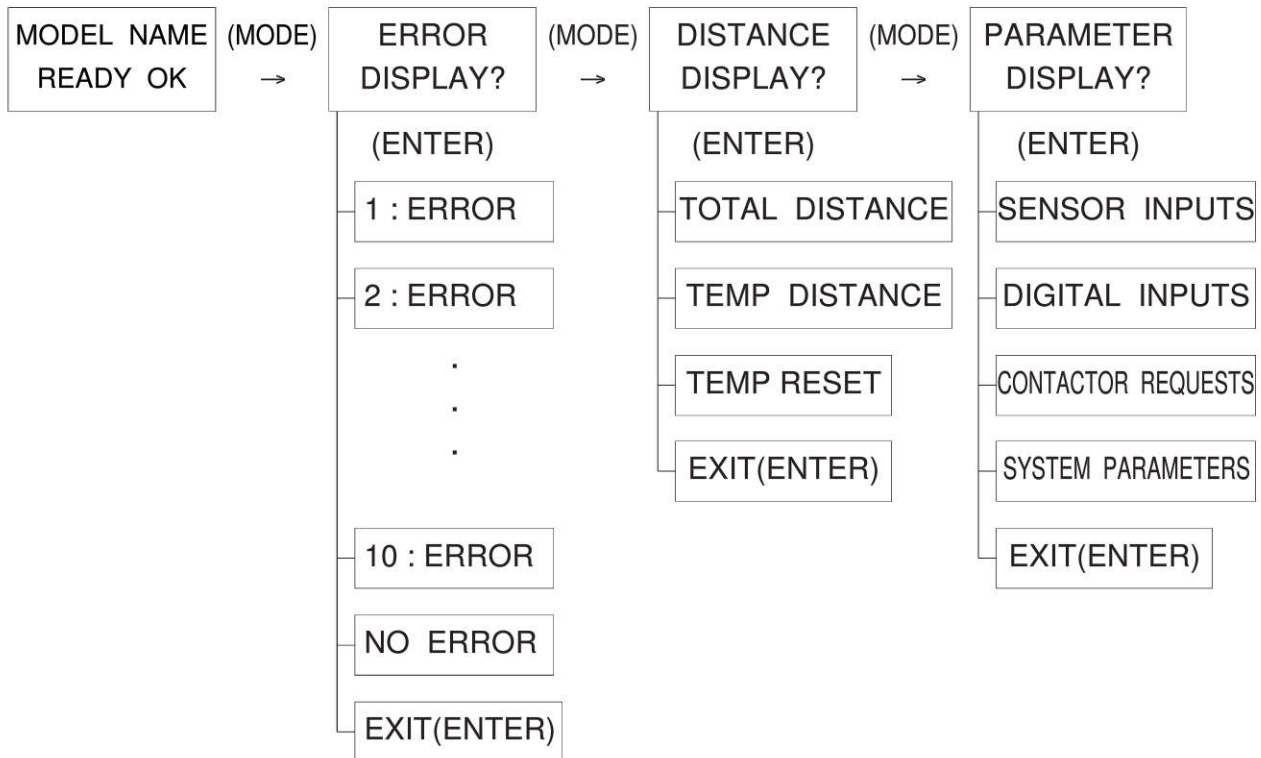 MODEL NAME (MODE) ERROR (MODE) DISTANCE (MODE) PARAMETER
READY OK → DISPLAY? → DISPLAY? → DISPLAY?
(ENTER) (ENTER) (ENTER)
1 : ERROR TOTAL DISTANCE SENSOR INPUTS
2 : ERROR TEMP DISTANCE DIGITAL INPUTS
. TEMP RESET CONTACTOR REQUESTS
.
. EXIT(ENTER) SYSTEM PARAMETERS
10 : ERROR EXIT(ENTER)
NO ERROR
EXIT(ENTER)